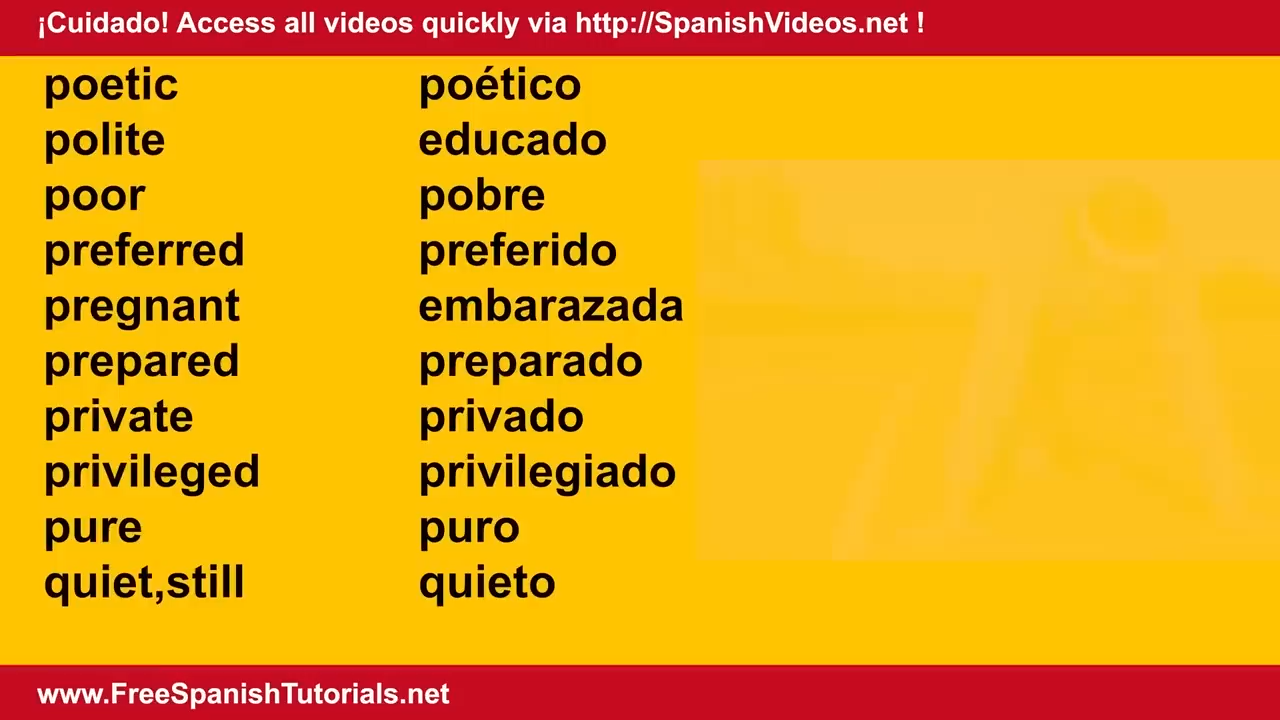 ¡Cuidado! Access all videos quickly via http://SpanishVideos.net !
poetic poético
polite educado
poor pobre
preferred preferido
pregnant embarazada
prepared preparado
private privado
privileged privilegiado
pure puro
quiet,still quieto
www.FreeSpanishTutorials.net